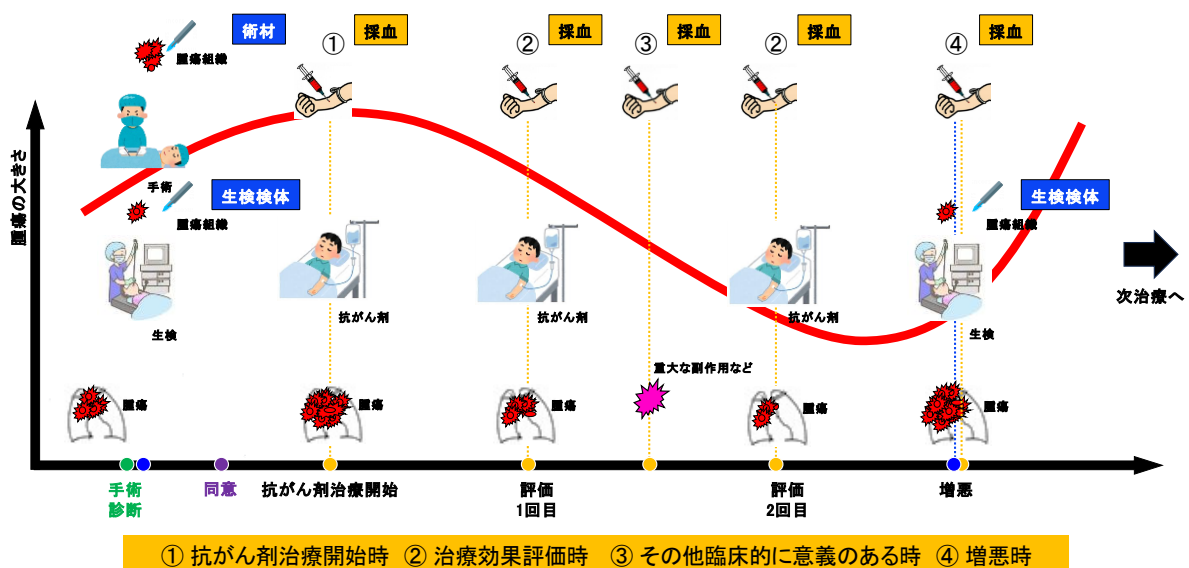 術材
① 採血
② 採血
③ 採血
② 採血
④ 採血
腫瘍組織
手術
生検検体
腫瘍組織
生検検体
腫瘍組織
腫瘍の大きさ
抗がん剤
抗がん剤
抗がん剤
生検
生検
次治療へ
重大な副作用など
腫瘍
腫瘍
腫瘍
腫瘍
腫瘍
手術
診断
同意
抗がん剤治療開始
評価
1回目
評価
2回目
増悪
① 抗がん剤治療開始時 ② 治療効果評価時 ③ その他臨床的に意義のある時 ④ 増悪時